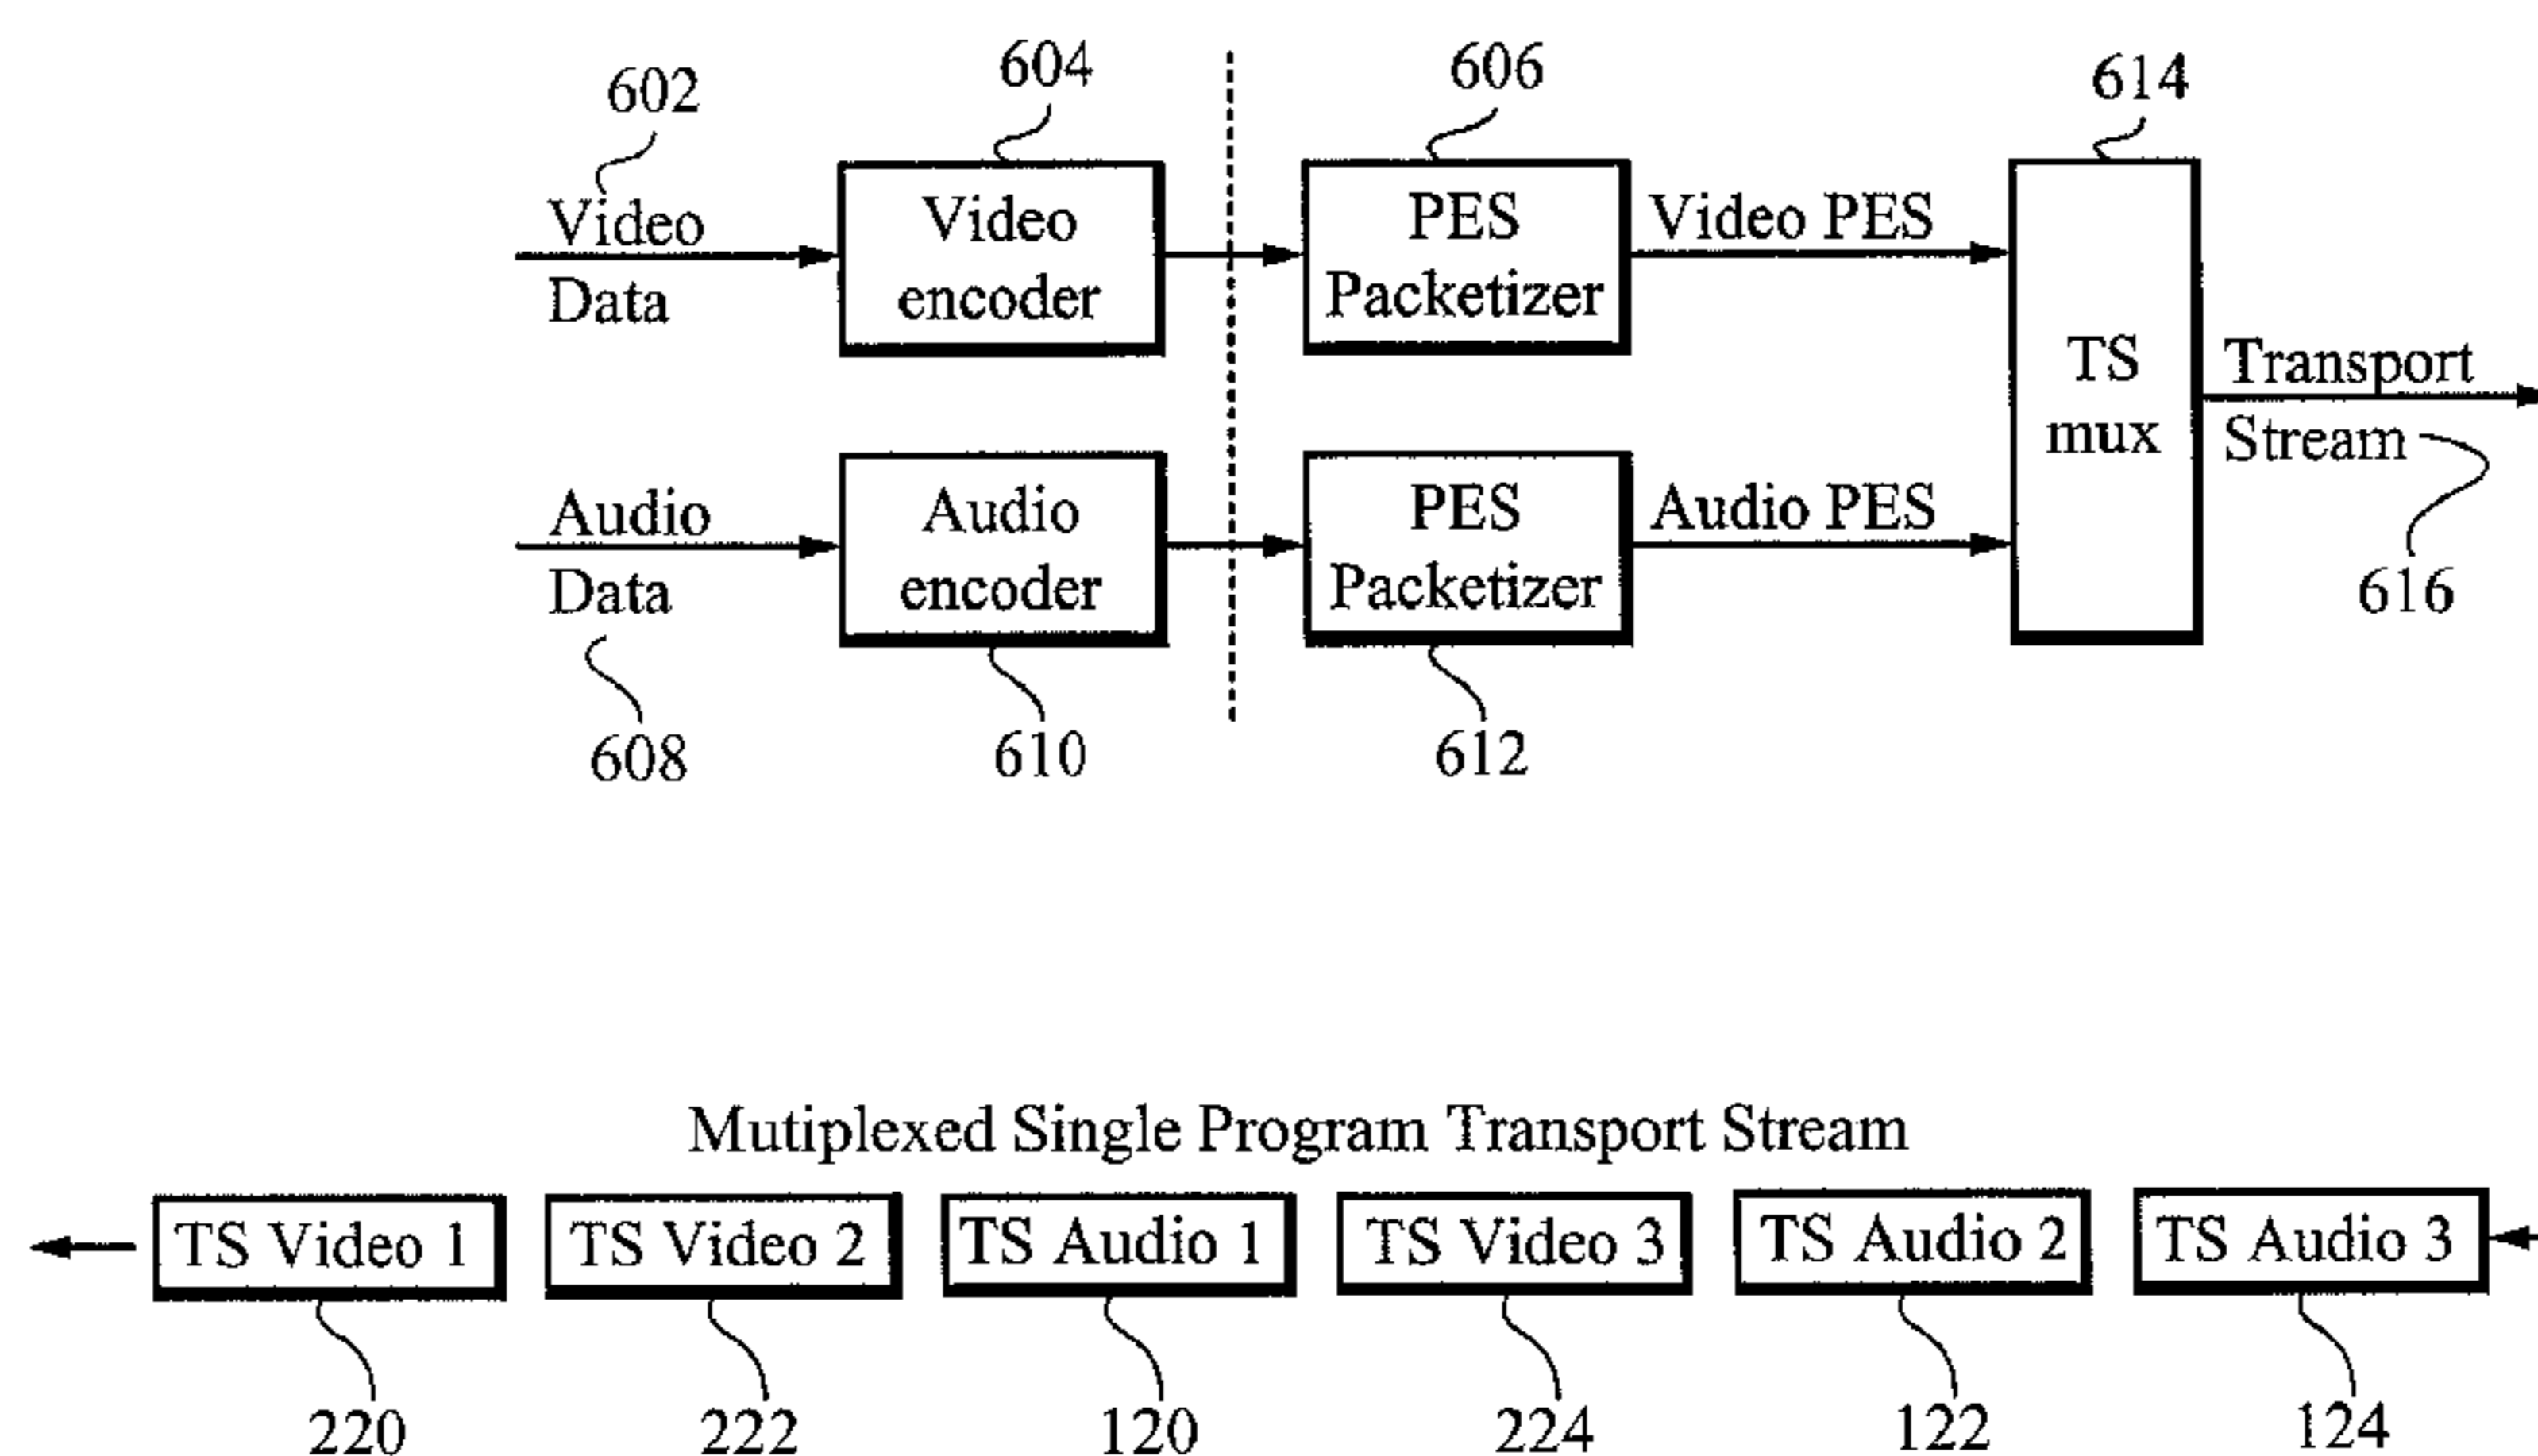 602
604
606
614
Video
Data
Video
encoder
PES
Packetizer
Video PES
TS
mux
Transport
Stream
616
Audio
Data
Audio
encoder
PES
Packetizer
Audio PES
608
610
612
Mutiplexed Single Program Transport Stream
TS Video 1
TS Video 2
TS Audio 1
TS Video 3
TS Audio 2
TS Audio 3
220
222
120
224
122
124